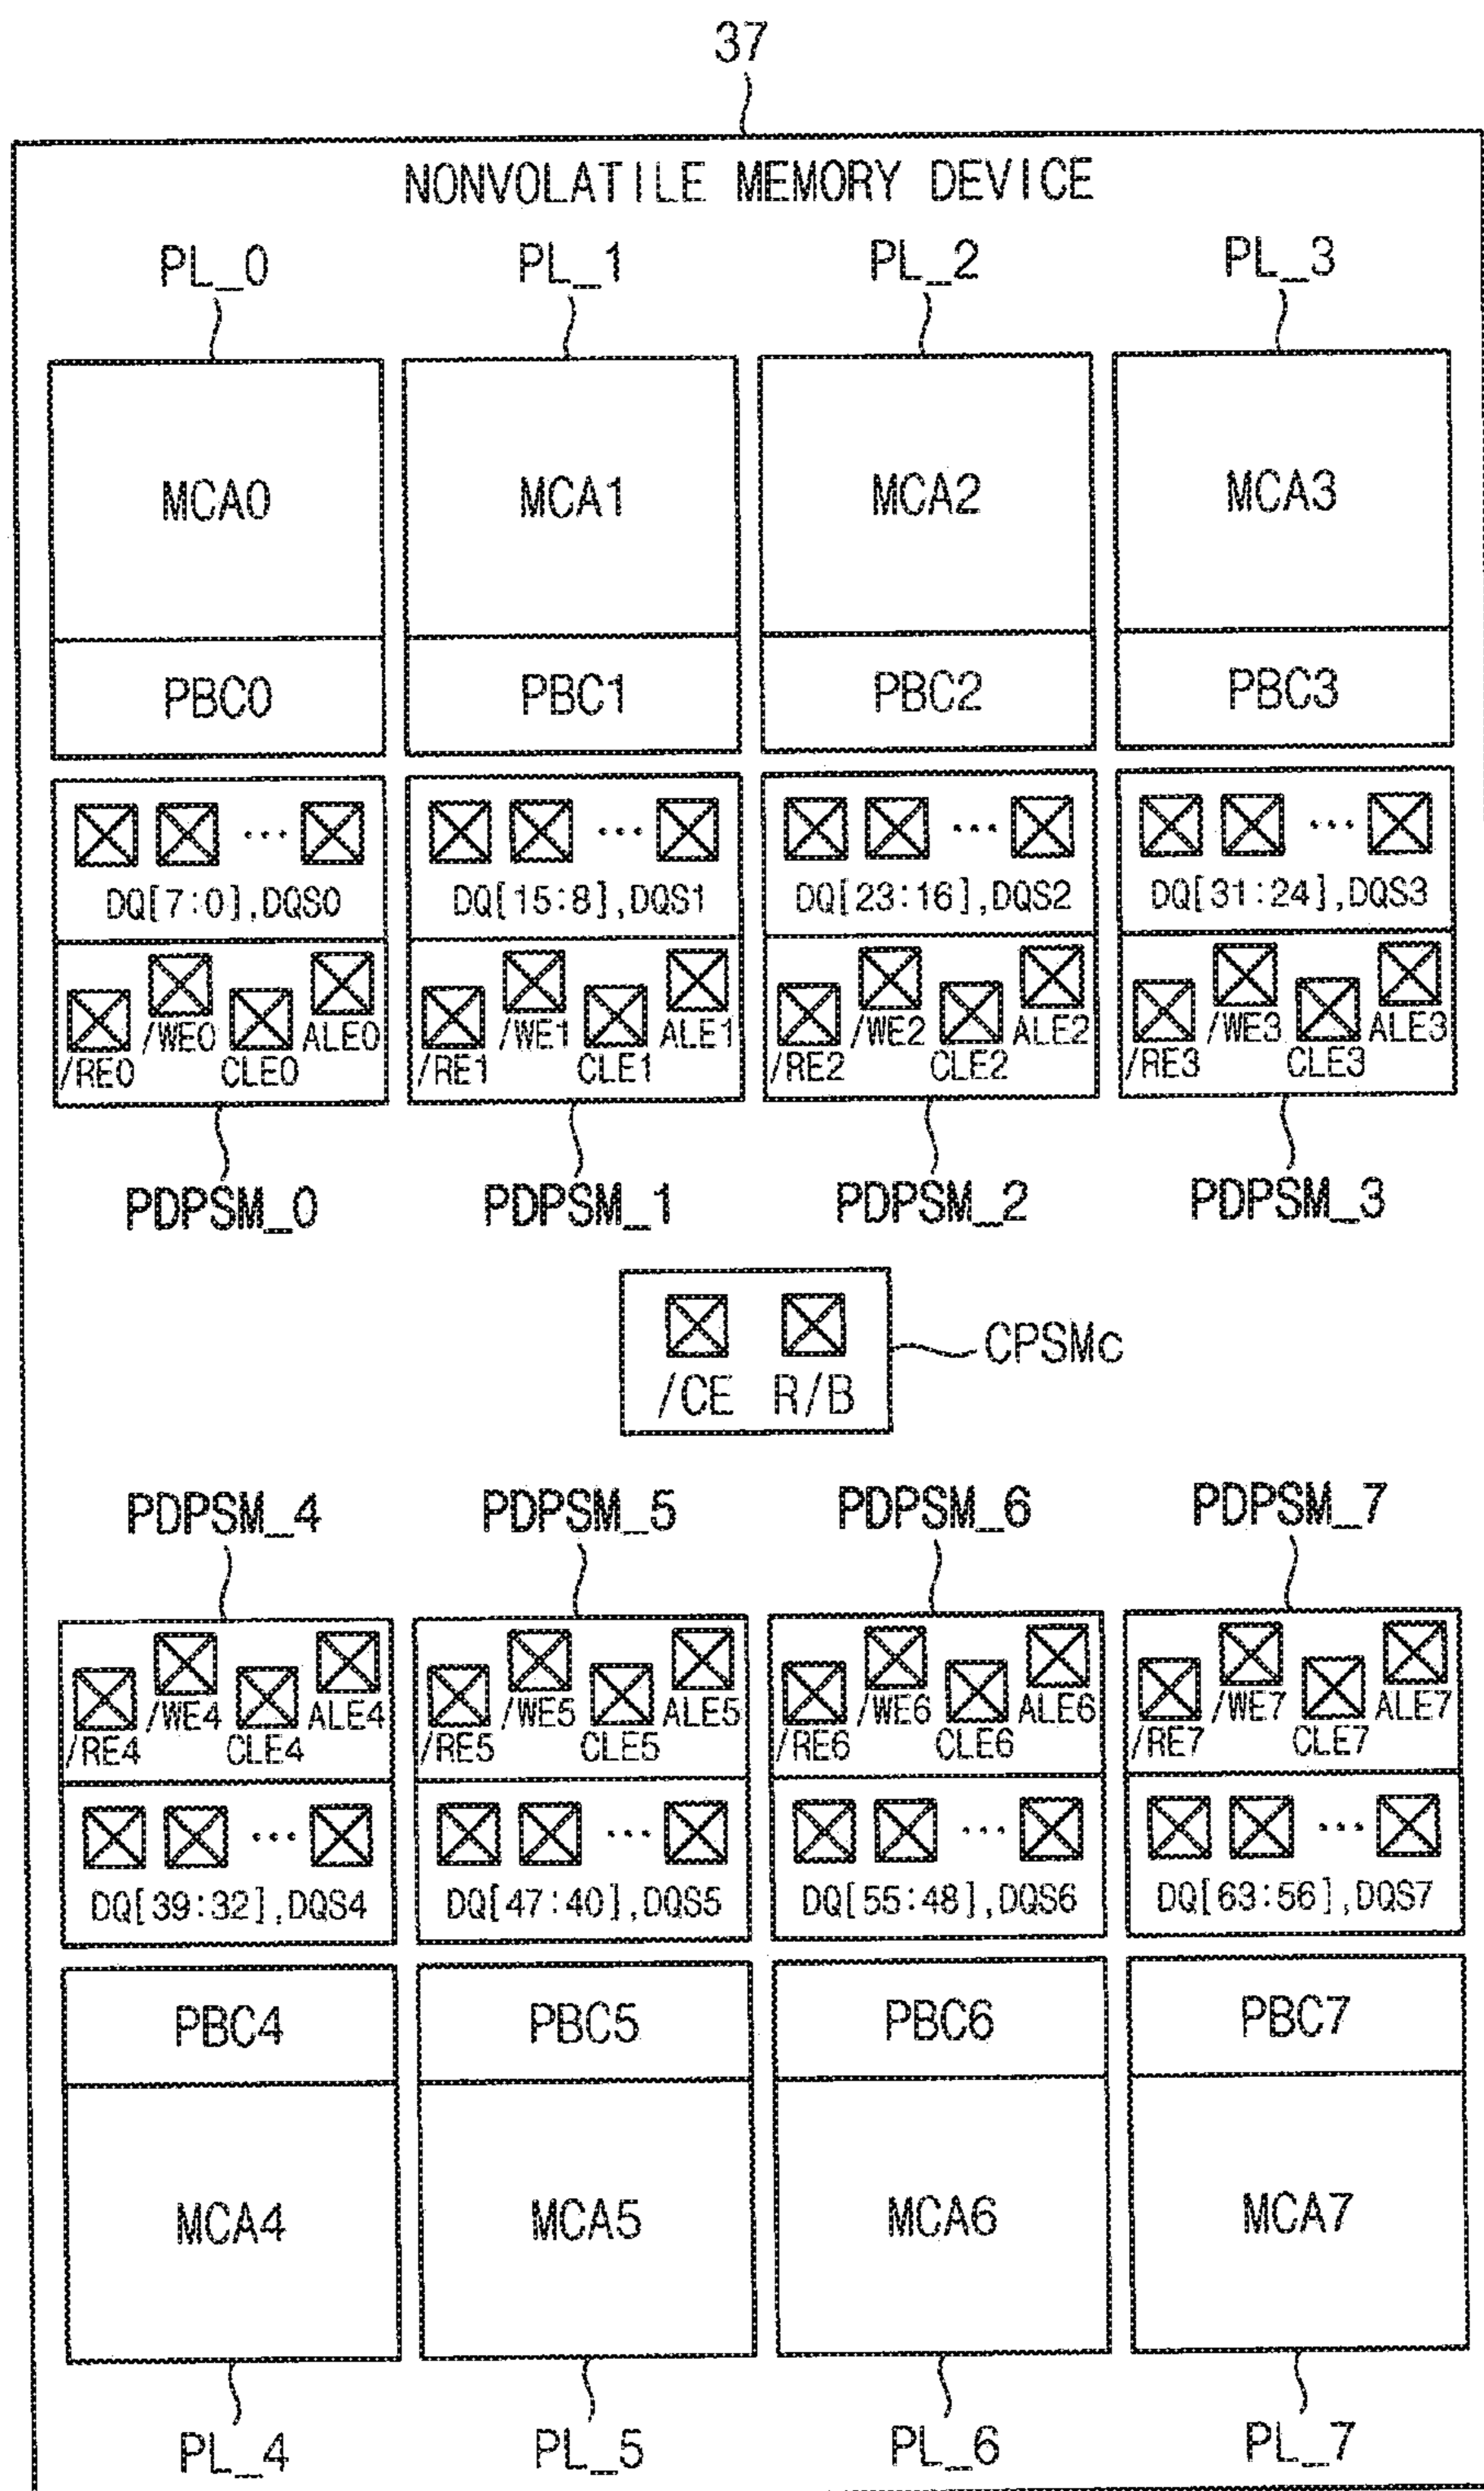 37
NONVOLATILE MEMORY DEVICE
PL_0 PL_1 PL_2 PL_3
MCA0 MCA1 MCA2 MCA3
PBC0 PBC1 PBC2 PBC3
... ... ... ...
DQ[7:0],DQS0 DQ[15:8],DQS1 DQ[23:16],DQS2 DQ[31:24],DQS3
/WE0 ALE0 /WE1 ALE1 /WE2 ALE2 /WE3 ALE3
/RE0 CLE0 /RE1 CLE1 /RE2 CLE2 /RE3 CLE3
PDPSM_0 PDPSM_1 PDPSM_2 PDPSM_3
CPSMc
/CE R/B
PDPSM_4 PDPSM_5 PDPSM_6 PDPSM_7
/WE4 ALE4 /WE5 ALE5 /WE6 ALE6 /WE7 ALE7
/RE4 CLE4 /RE5 CLE5 /RE6 CLE6 /RE7 CLE7
... ... ... ...
DQ[39:32],DQS4 DQ[47:40],DQS5 DQ[55:48],DQS6 DQ[63:56],DQS7
PBC4 PBC5 PBC6 PBC7
MCA4 MCA5 MCA6 MCA7
PL_4 PL_5 PL_6 PL_7